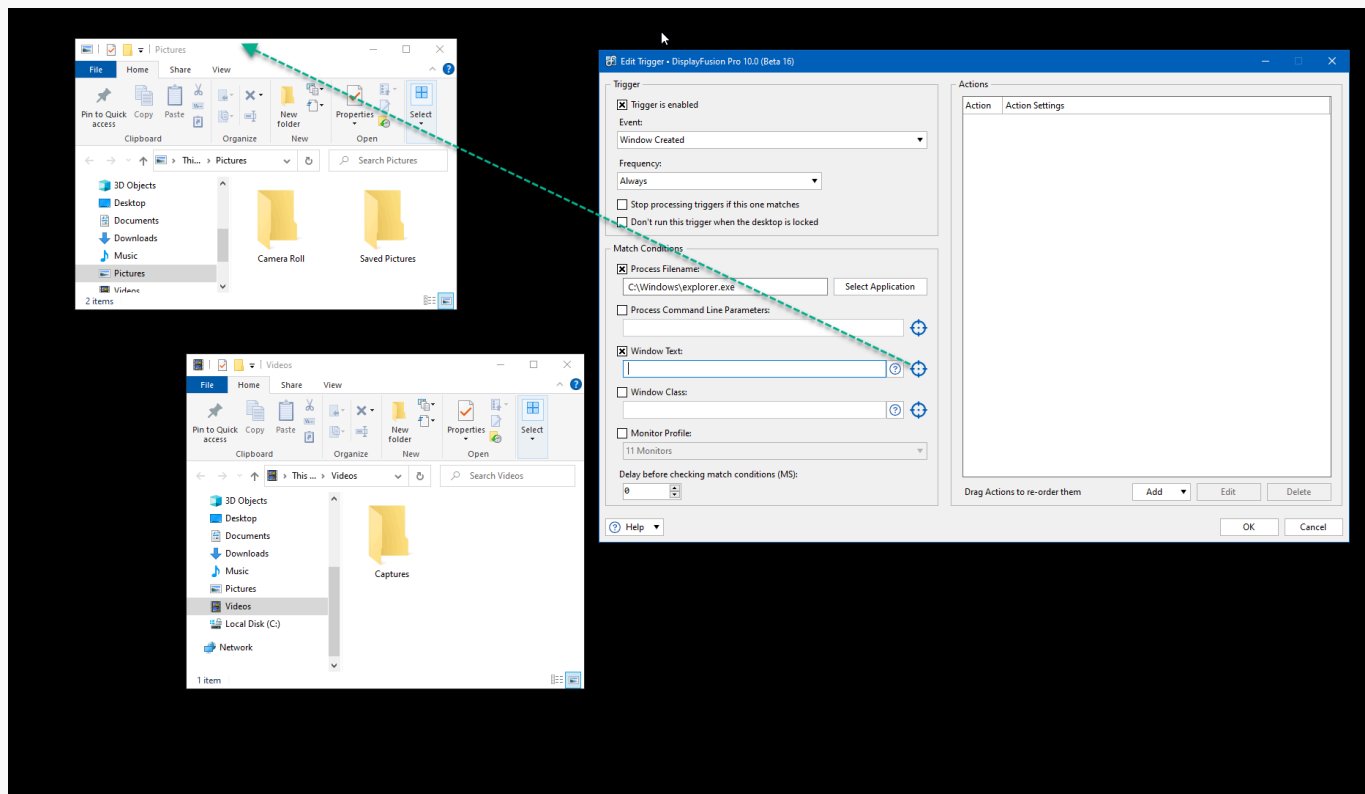 Pictures
File Home Share View
Pin to Quick access
Copy
Paste
New folder
Properties
Select
Clipboard Organize New Open
Thi... › Pictures
Search Pictures
3D Objects
Desktop
Documents
Downloads
Music
Pictures
Videos
Camera Roll
Saved Pictures
2 items
Videos
File Home Share View
Pin to Quick access
Copy
Paste
New folder
Properties
Select
Clipboard Organize New Open
This ... › Videos
Search Videos
3D Objects
Desktop
Documents
Downloads
Music
Pictures
Videos
Local Disk (C:)
Network
Captures
1 item
Edit Trigger • DisplayFusion Pro 10.0 (Beta 16)
Trigger
Trigger is enabled
Event:
Window Created
Frequency:
Always
Stop processing triggers if this one matches
Don't run this trigger when the desktop is locked
Match Conditions
Process Filename:
C:\Windows\explorer.exe
Select Application
Process Command Line Parameters:
Window Text:
Window Class:
Monitor Profile:
11 Monitors
Delay before checking match conditions (MS):
0
Help
Actions
Action Action Settings
Drag Actions to re-order them
Add
Edit
Delete
OK
Cancel